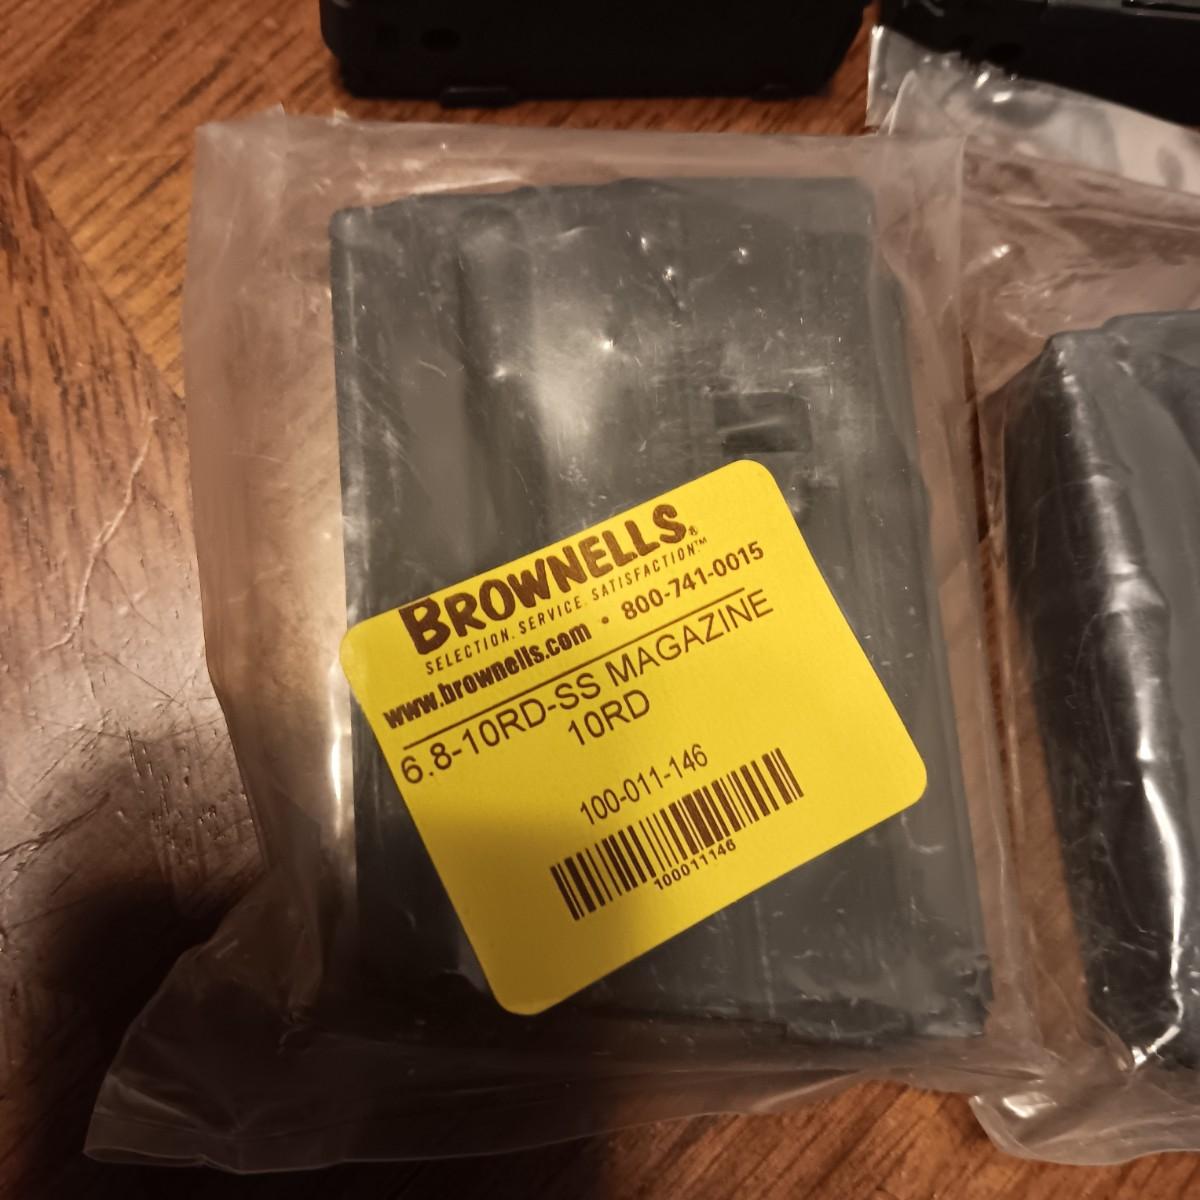 BROWNELLS®
SELECTION. SERVICE. SATISFACTION™
www.brownells.com • 800-741-0015
6.8-10RD-SS MAGAZINE
10RD
100-011-146
100011146